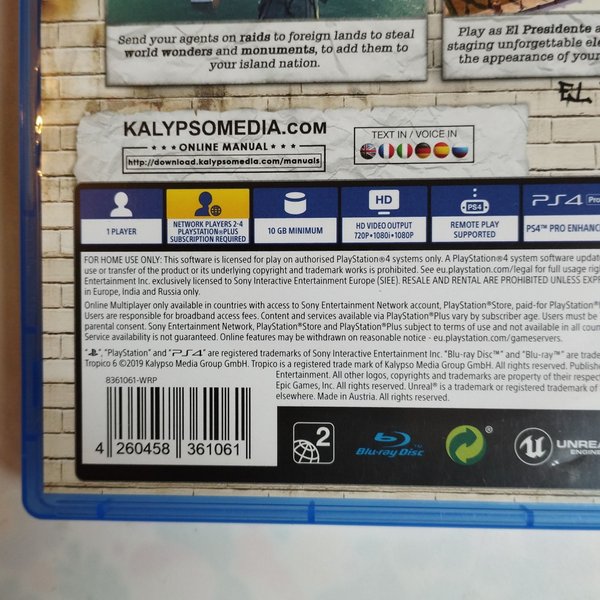 Send your agents on raids to foreign lands to steal
world wonders and monuments, to add them to
your island nation.
Play as El Presidente a
staging unforgettable ele
the appearance of your
KALYPSOMEDIA.COM
★★★★ ONLINE MANUAL ★★★★
http://download.kalypsomedia.com/manuals
TEXT IN / VOICE IN
1 PLAYER
NETWORK PLAYERS 2-4
PLAYSTATION®PLUS
SUBSCRIPTION REQUIRED
10 GB MINIMUM
HD
HD VIDEO OUTPUT
720P•1080i•1080P
PS4
REMOTE PLAY
SUPPORTED
PS4 Pro
PS4™ PRO ENHANC
FOR HOME USE ONLY: This software is licensed for play on authorised PlayStation®4 systems only. A PlayStation®4 system software updat
use or transfer of the product or its underlying copyright and trademark works is prohibited. See eu.playstation.com/legal for full usage righ
Entertainment Inc. exclusively licensed to Sony Interactive Entertainment Europe (SIEE). RESALE AND RENTAL ARE PROHIBITED UNLESS EXP
in Europe, India and Russia only.
Online Multiplayer only available in countries with access to Sony Entertainment Network account, PlayStation®Store, paid-for PlayStation®
Users are responsible for broadband access fees. Content and services available via PlayStation®Plus vary by subscriber age. Users must be
parental consent. Sony Entertainment Network, PlayStation®Store and PlayStation®Plus subject to terms of use and not available in all coun
Service availability is not guaranteed. Online features may be withdrawn on reasonable notice - eu.playstation.com/gameservers.
"PlayStation" and "PS4" are registered trademarks of Sony Interactive Entertainment Inc. "Blu-ray Disc™" and "Blu-ray™ are trade
Tropico 6 ©2019 Kalypso Media Group GmbH. Tropico is a registered trade mark of Kalypso Media Group GmbH. All rights reserved. Publishe
Entertainment. All other logos, copyrights and trademarks are property of their respect
Epic Games, Inc. All rights reserved. Unreal® is a trademark or registered trademark
elsewhere. Made in Austria. All rights reserved.
8361061-WRP
4 260458 361061
2
Blu-ray Disc
UNREA
ENGINE